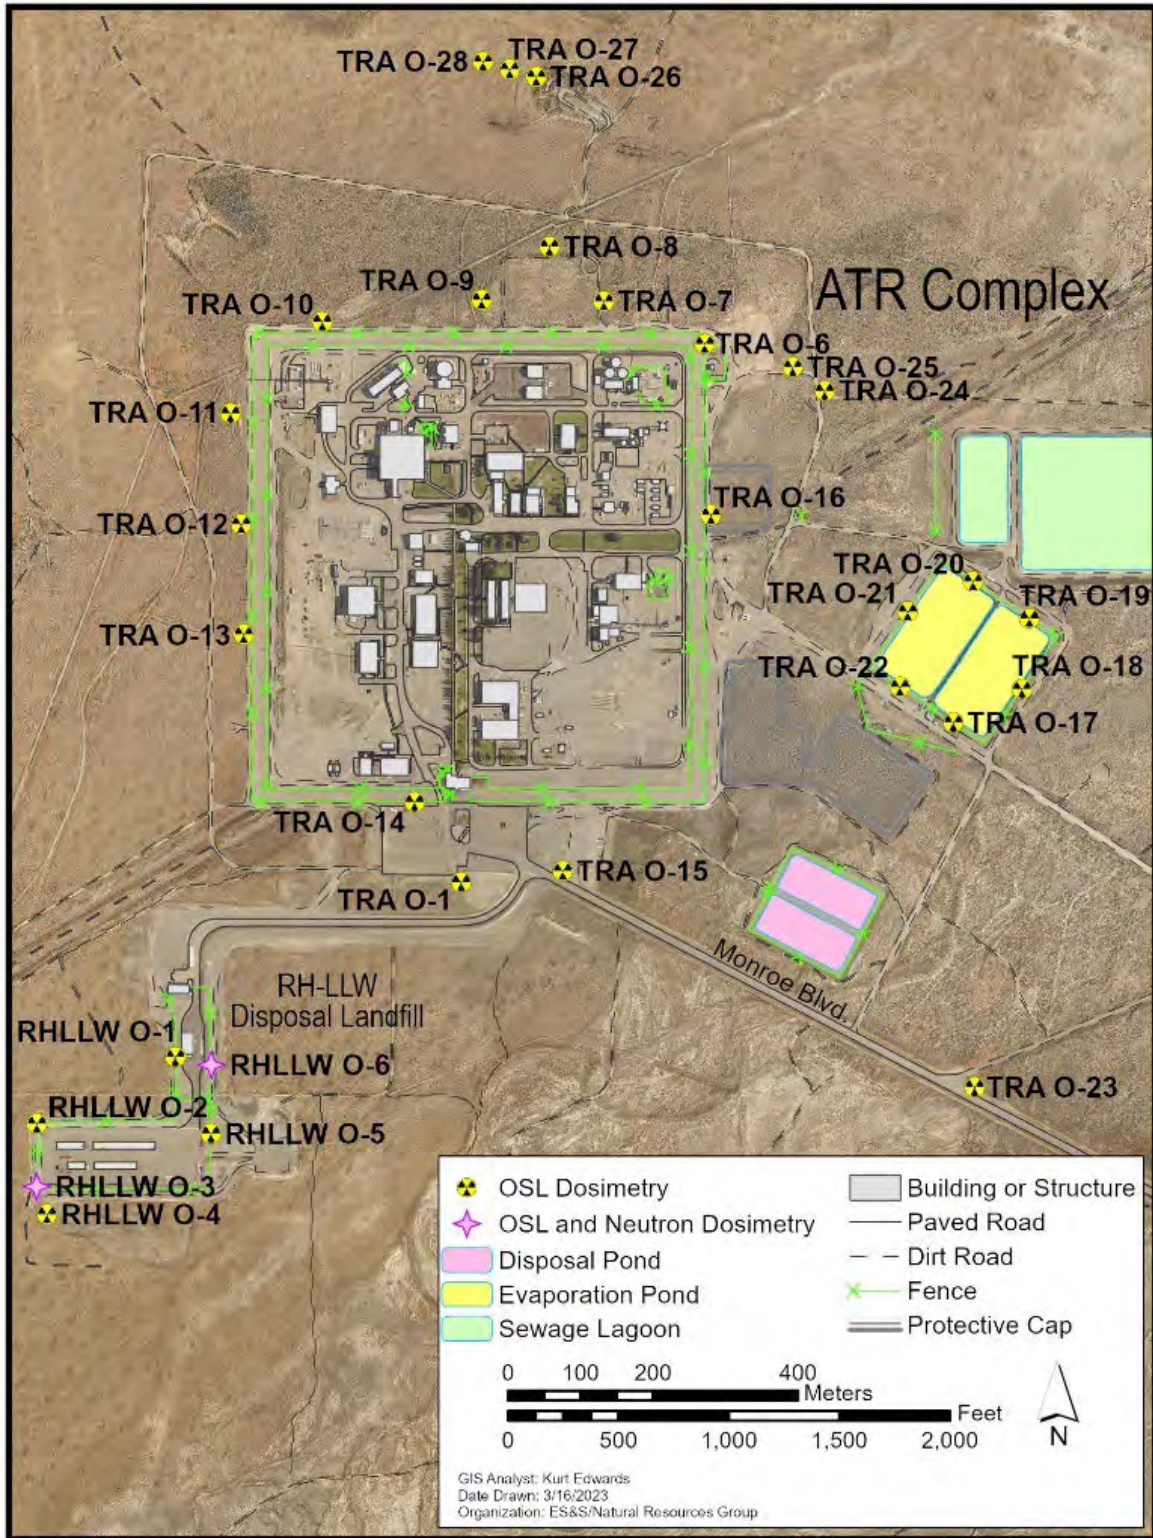 TRA O-27
TRA O-28
TRA O-26
TRA O-8
TRA O-9
TRA O-7
ATR Complex
TRA O-10
TRA O-6
TRA O-25
TRA O-24
TRA O-11
TRA O-16
TRA O-12
TRA O-20
TRA O-21
TRA O-19
TRA O-13
TRA O-22
TRA O-18
TRA O-17
TRA O-14
TRA O-15
TRA O-1
Monroe Blvd.
RH-LLW
Disposal Landfill
RHLLW O-1
RHLLW O-6
TRA O-23
RHLLW O-2
RHLLW O-5
RHLLW O-3
RHLLW O-4
OSL Dosimetry
OSL and Neutron Dosimetry
Disposal Pond
Evaporation Pond
Sewage Lagoon
Building or Structure
Paved Road
Dirt Road
Fence
Protective Cap
0 100 200 400
Meters
Feet
0 500 1,000 1,500 2,000
N
GIS Analyst: Kurt Edwards
Date Drawn: 3/16/2023
Organization: ES&S/Natural Resources Group